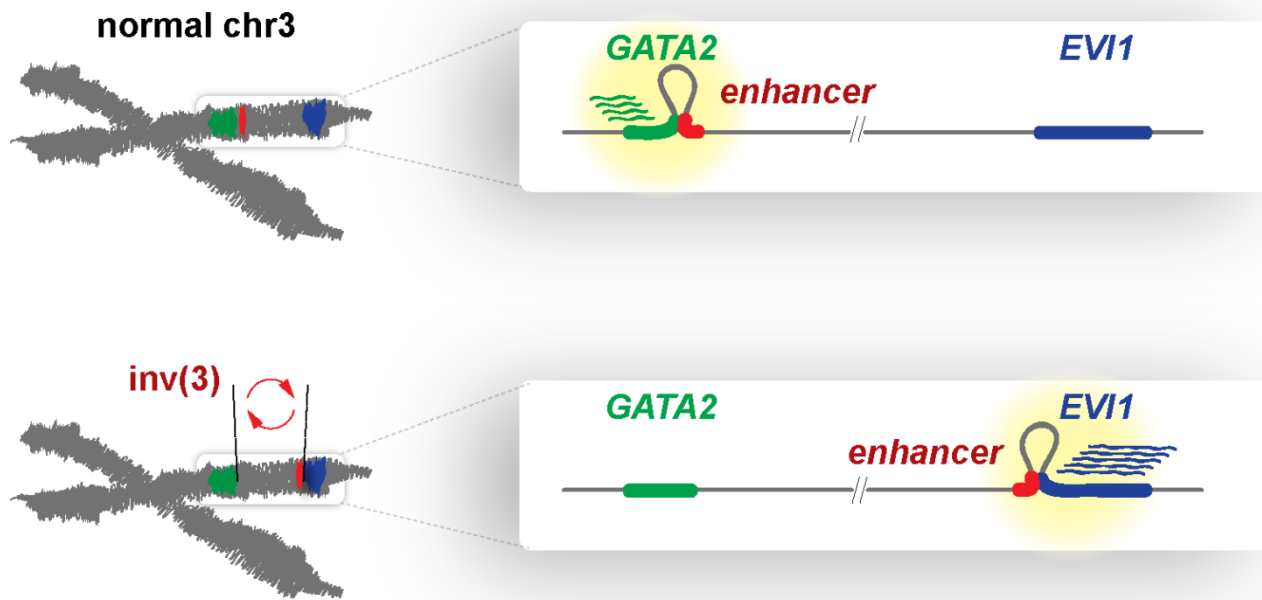 normal chr3
GATA2
EVI1
enhancer
inv(3)
GATA2
EVI1
enhancer